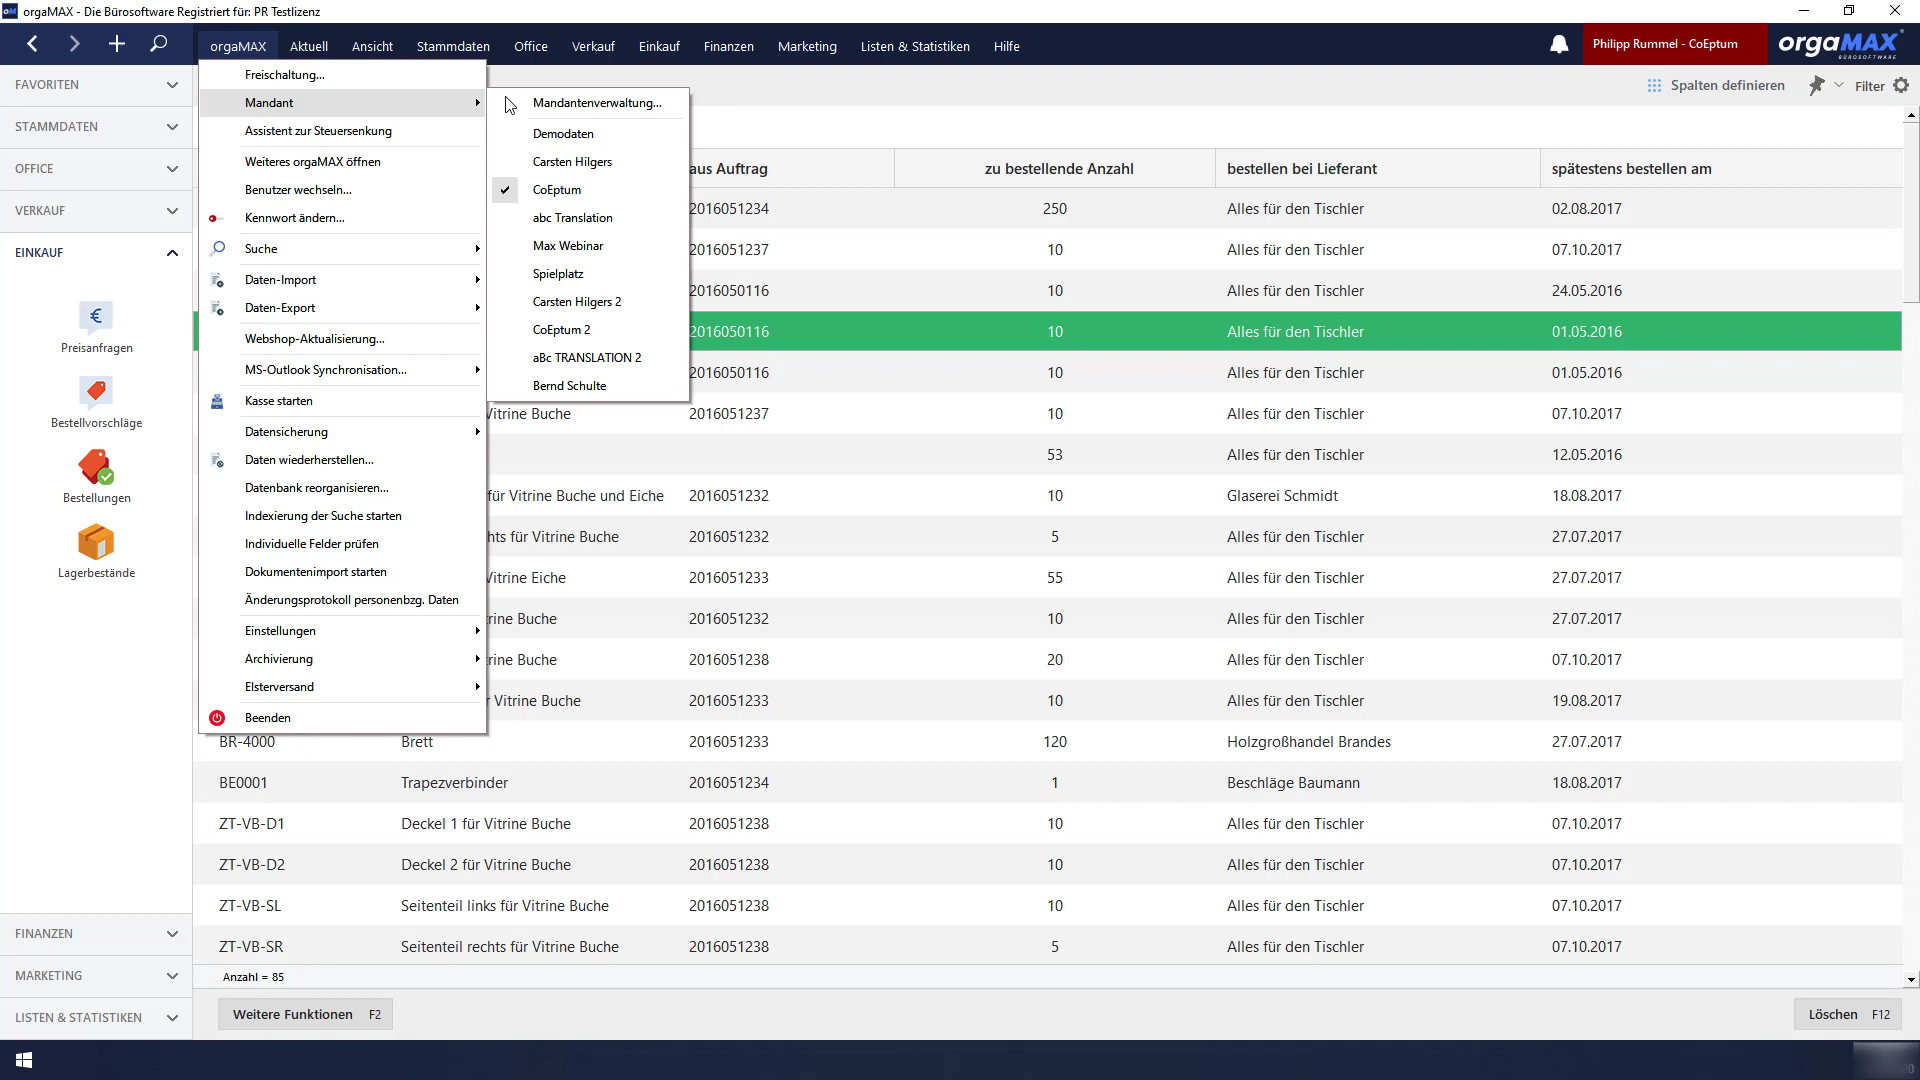 orgaMAX - Die Bürosoftware Registriert für: PR Testlizenz
orgaMAX Aktuell Ansicht Stammdaten Office Verkauf Einkauf Finanzen Marketing Listen & Statistiken Hilfe
Philipp Rummel - CoEptum
orgaMAX
BÜROSOFTWARE
FAVORITEN
STAMMDATEN
OFFICE
VERKAUF
EINKAUF
Preisanfragen
Bestellvorschläge
Bestellungen
Lagerbestände
FINANZEN
MARKETING
LISTEN & STATISTIKEN
Freischaltung...
Mandant
Assistent zur Steuersenkung
Weiteres orgaMAX öffnen
Benutzer wechseln...
Kennwort ändern...
Suche
Daten-Import
Daten-Export
Webshop-Aktualisierung...
MS-Outlook Synchronisation...
Kasse starten
Datensicherung
Daten wiederherstellen...
Datenbank reorganisieren...
Indexierung der Suche starten
Individuelle Felder prüfen
Dokumentenimport starten
Änderungsprotokoll personenbzg. Daten
Einstellungen
Archivierung
Elsterversand
Beenden
Mandantenverwaltung...
Demodaten
Carsten Hilgers
CoEptum
abc Translation
Max Webinar
Spielplatz
Carsten Hilgers 2
CoEptum 2
aBc TRANSLATION 2
Bernd Schulte
Spalten definieren Filter
aus Auftrag zu bestellende Anzahl bestellen bei Lieferant spätestens bestellen am
2016051234 250 Alles für den Tischler 02.08.2017
2016051237 10 Alles für den Tischler 07.10.2017
2016050116 10 Alles für den Tischler 24.05.2016
2016050116 10 Alles für den Tischler 01.05.2016
2016050116 10 Alles für den Tischler 01.05.2016
Vitrine Buche 2016051237 10 Alles für den Tischler 07.10.2017
53 Alles für den Tischler 12.05.2016
für Vitrine Buche und Eiche 2016051232 10 Glaserei Schmidt 18.08.2017
hts für Vitrine Buche 2016051232 5 Alles für den Tischler 27.07.2017
Vitrine Eiche 2016051233 55 Alles für den Tischler 27.07.2017
trine Buche 2016051232 10 Alles für den Tischler 27.07.2017
trine Buche 2016051238 20 Alles für den Tischler 07.10.2017
r Vitrine Buche 2016051233 10 Alles für den Tischler 19.08.2017
BR-4000 Brett 2016051233 120 Holzgroßhandel Brandes 27.07.2017
BE0001 Trapezverbinder 2016051234 1 Beschläge Baumann 18.08.2017
ZT-VB-D1 Deckel 1 für Vitrine Buche 2016051238 10 Alles für den Tischler 07.10.2017
ZT-VB-D2 Deckel 2 für Vitrine Buche 2016051238 10 Alles für den Tischler 07.10.2017
ZT-VB-SL Seitenteil links für Vitrine Buche 2016051238 10 Alles für den Tischler 07.10.2017
ZT-VB-SR Seitenteil rechts für Vitrine Buche 2016051238 5 Alles für den Tischler 07.10.2017
Anzahl = 85
Weitere Funktionen F2
Löschen F12